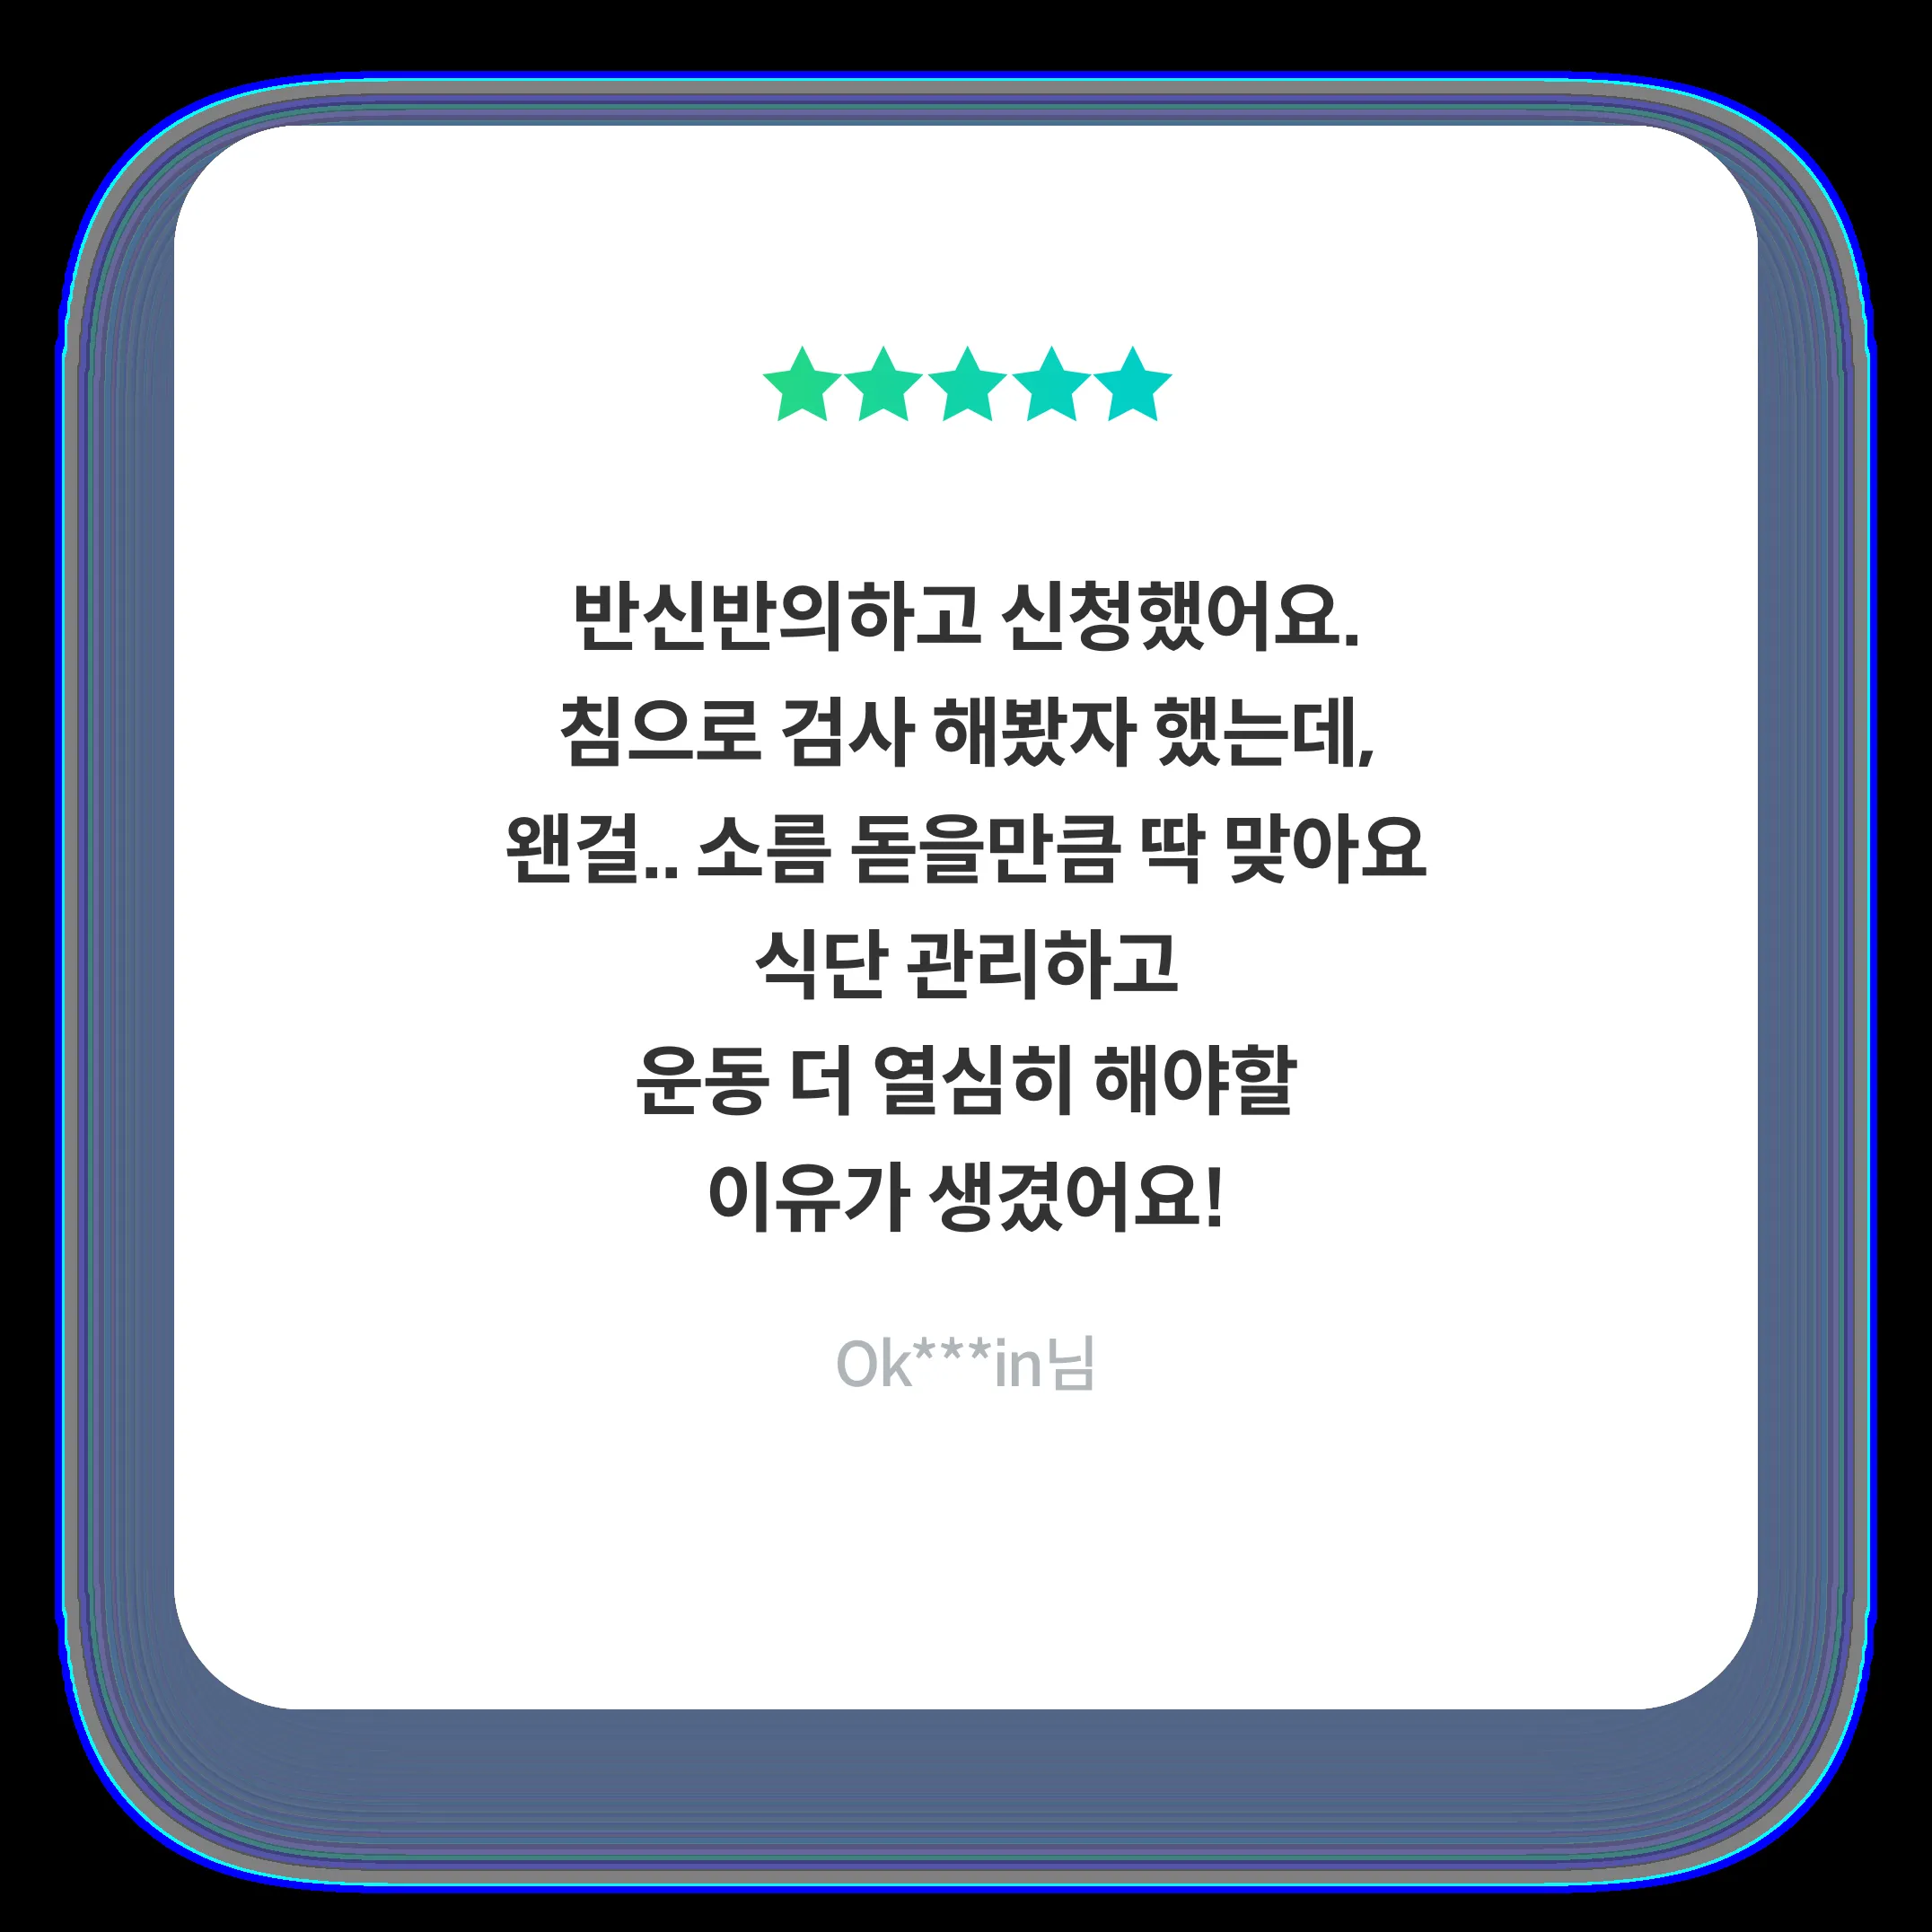 반신반의하고 신청했어요.
침으로 검사 해봤자 했는데,
왠걸.. 소름 돋을만큼 딱 맞아요
식단 관리하고
운동 더 열심히 해야할
이유가 생겼어요!
Ok***in님